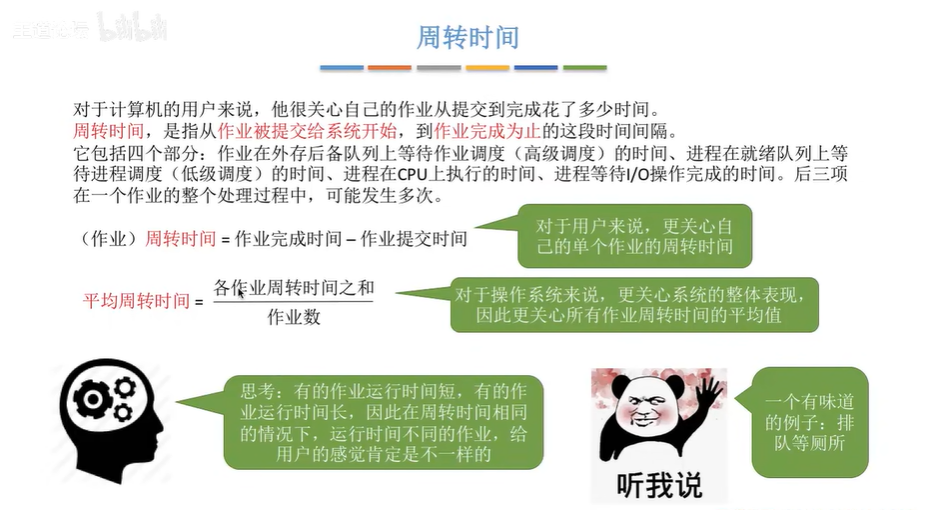 bilibili
周转时间
对于计算机的用户来说，他很关心自己的作业从提交到完成花了多少时间。
周转时间，是指从作业被提交给系统开始，到作业完成为止的这段时间间隔。
它包括四个部分：作业在外存后备队列上等待作业调度（高级调度）的时间、进程在就绪队列上等
待进程调度（低级调度）的时间、进程在CPU上执行的时间、进程等待I/O操作完成的时间。后三项
在一个作业的整个处理过程中，可能发生多次。
（作业）周转时间 = 作业完成时间 – 作业提交时间
对于用户来说，更关心自
己的单个作业的周转时间
平均周转时间 =
各作业周转时间之和
作业数
对于操作系统来说，更关心系统的整体表现，
因此更关心所有作业周转时间的平均值
思考：有的作业运行时间短，有的作
业运行时间长，因此在周转时间相同
的情况下，运行时间不同的作业，给
用户的感觉肯定是不一样的
听我说
一个有味道
的例子：排
队等厕所